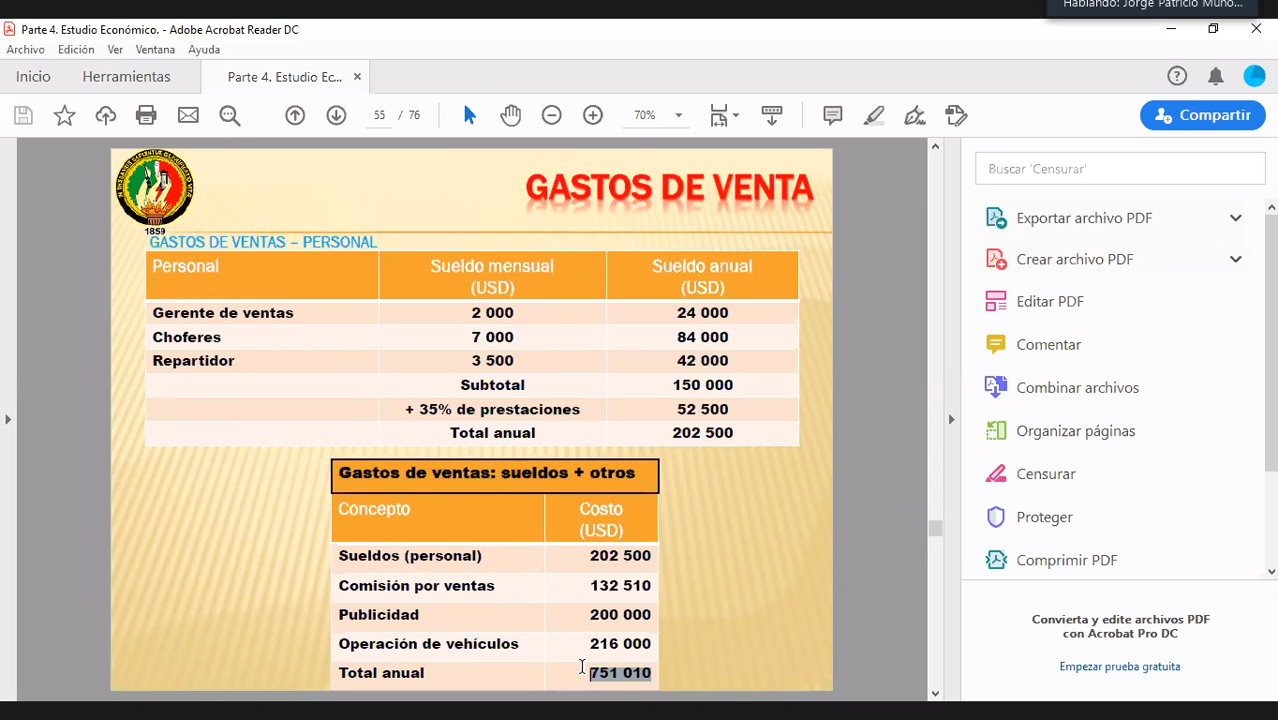 Hablando: Jorge Patricio Muño...
Parte 4. Estudio Económico. - Adobe Acrobat Reader DC
Archivo Edición Ver Ventana Ayuda
Inicio Herramientas Parte 4. Estudio Ec... ×
55 / 76 70% Compartir
GASTOS DE VENTA
1859
GASTOS DE VENTAS – PERSONAL
Personal Sueldo mensual (USD) Sueldo anual (USD)
Gerente de ventas 2 000 24 000
Choferes 7 000 84 000
Repartidor 3 500 42 000
Subtotal 150 000
+ 35% de prestaciones 52 500
Total anual 202 500
Gastos de ventas: sueldos + otros
Concepto Costo (USD)
Sueldos (personal) 202 500
Comisión por ventas 132 510
Publicidad 200 000
Operación de vehículos 216 000
Total anual 751 010
Buscar 'Censurar'
Exportar archivo PDF
Crear archivo PDF
Editar PDF
Comentar
Combinar archivos
Organizar páginas
Censurar
Proteger
Comprimir PDF
Convierta y edite archivos PDF
con Acrobat Pro DC
Empezar prueba gratuita